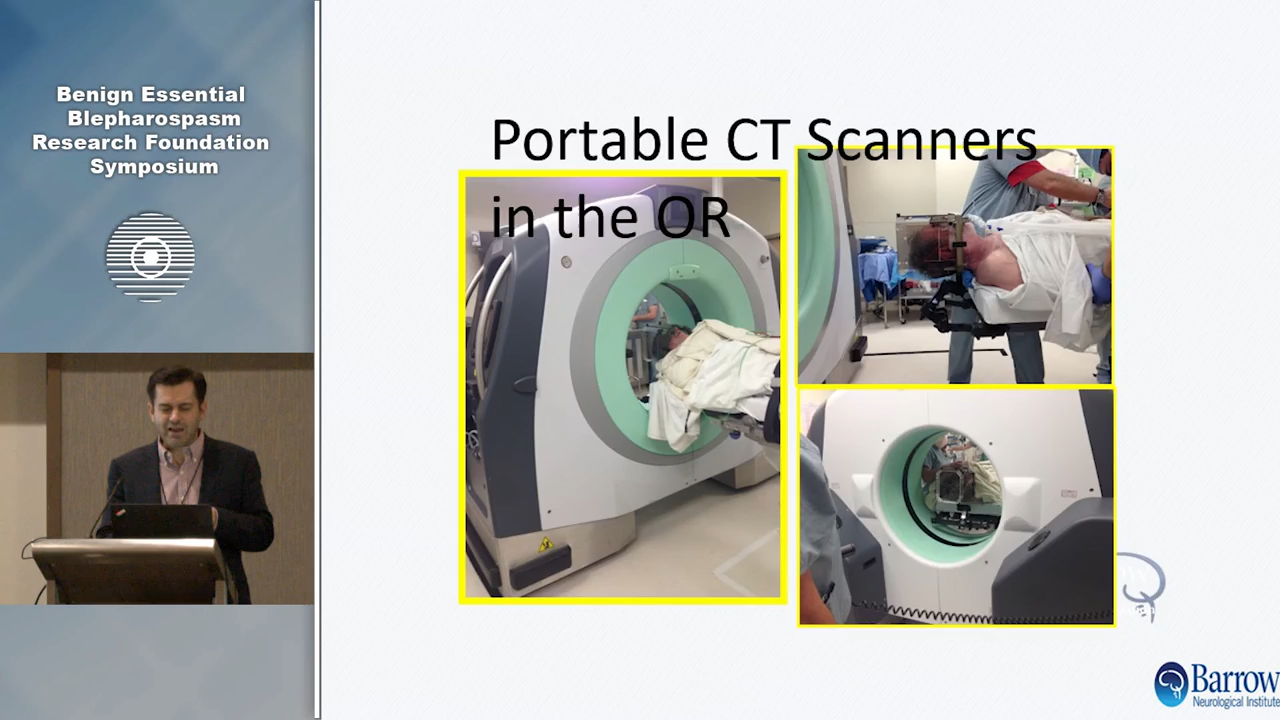 Benign Essential
Blepharospasm
Research Foundation
Symposium
Portable CT Scanners
in the OR
Barrow
Neurological Institute